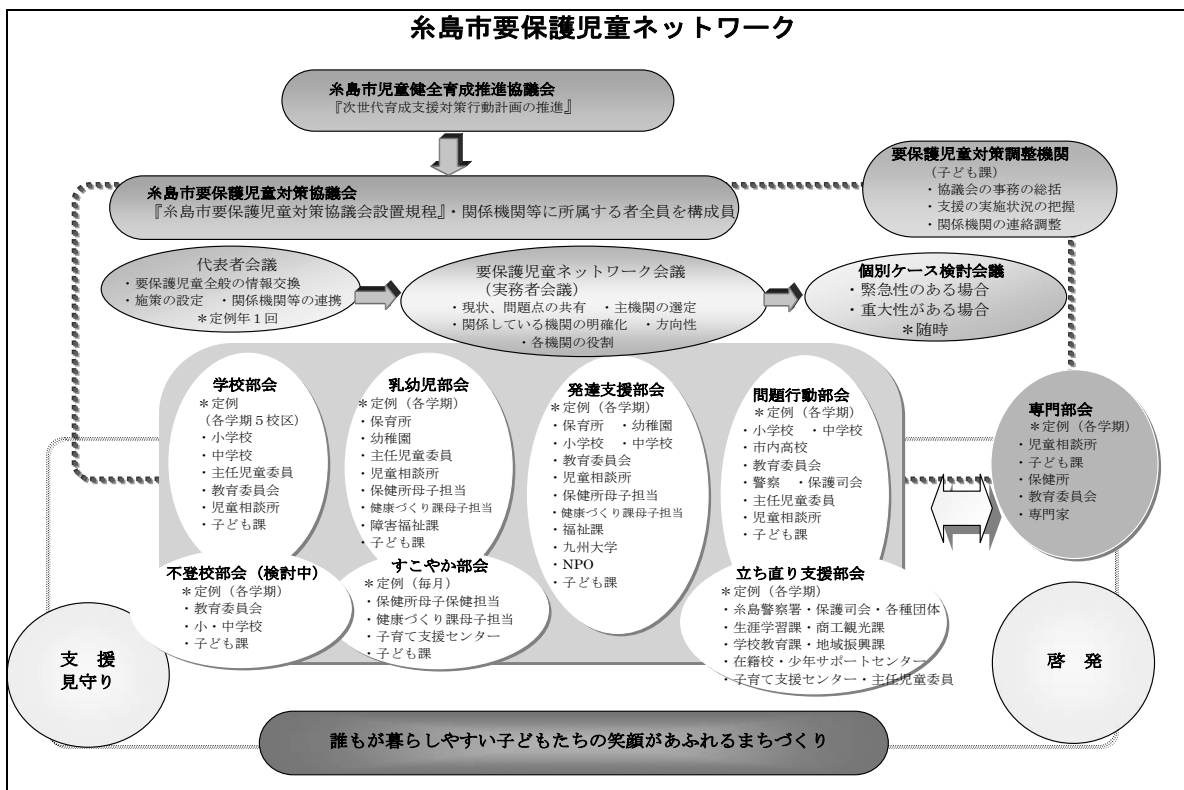 糸島市要保護児童ネットワーク
糸島市児童健全育成推進協議会
『次世代育成支援対策行動計画の推進』
要保護児童対策調整機関
（子ども課）
・協議会の事務の総括
・支援の実施状況の把握
・関係機関の連絡調整
糸島市要保護児童対策協議会
『糸島市要保護児童対策協議会設置規程』・関係機関等に所属する者全員を構成員
代表者会議
・要保護児童全般の情報交換
・施策の設定　・関係機関等の連携
＊定例年１回
要保護児童ネットワーク会議
（実務者会議）
・現状、問題点の共有　・主機関の選定
・関係している機関の明確化　・方向性
・各機関の役割
個別ケース検討会議
・緊急性のある場合
・重大性がある場合
＊随時
学校部会
＊定例
（各学期５校区）
・小学校
・中学校
・主任児童委員
・教育委員会
・児童相談所
・子ども課
乳幼児部会
＊定例（各学期）
・保育所
・幼稚園
・主任児童委員
・児童相談所
・保健所母子担当
・健康づくり課母子担当
・障害福祉課
・子ども課
発達支援部会
＊定例（各学期）
・保育所　・幼稚園
・小学校　・中学校
・教育委員会
・児童相談所
・保健所母子担当
・健康づくり課母子担当
・福祉課
・九州大学
・NPO
・子ども課
問題行動部会
＊定例（各学期）
・小学校　・中学校
・市内高校
・教育委員会
・警察　・保護司会
・主任児童委員
・児童相談所
・子ども課
専門部会
＊定例（各学期）
・児童相談所
・子ども課
・保健所
・教育委員会
・専門家
不登校部会（検討中）
＊定例（各学期）
・教育委員会
・小・中学校
・子ども課
すこやか部会
＊定例（毎月）
・保健所母子保健担当
・健康づくり課母子担当
・子育て支援センター
・子ども課
立ち直り支援部会
＊定例（各学期）
・糸島警察署・保護司会・各種団体
・生涯学習課・商工観光課
・学校教育課・地域振興課
・在籍校・少年サポートセンター
・子育て支援センター・主任児童委員
支　援
見守り
啓　発
誰もが暮らしやすい子どもたちの笑顔があふれるまちづくり